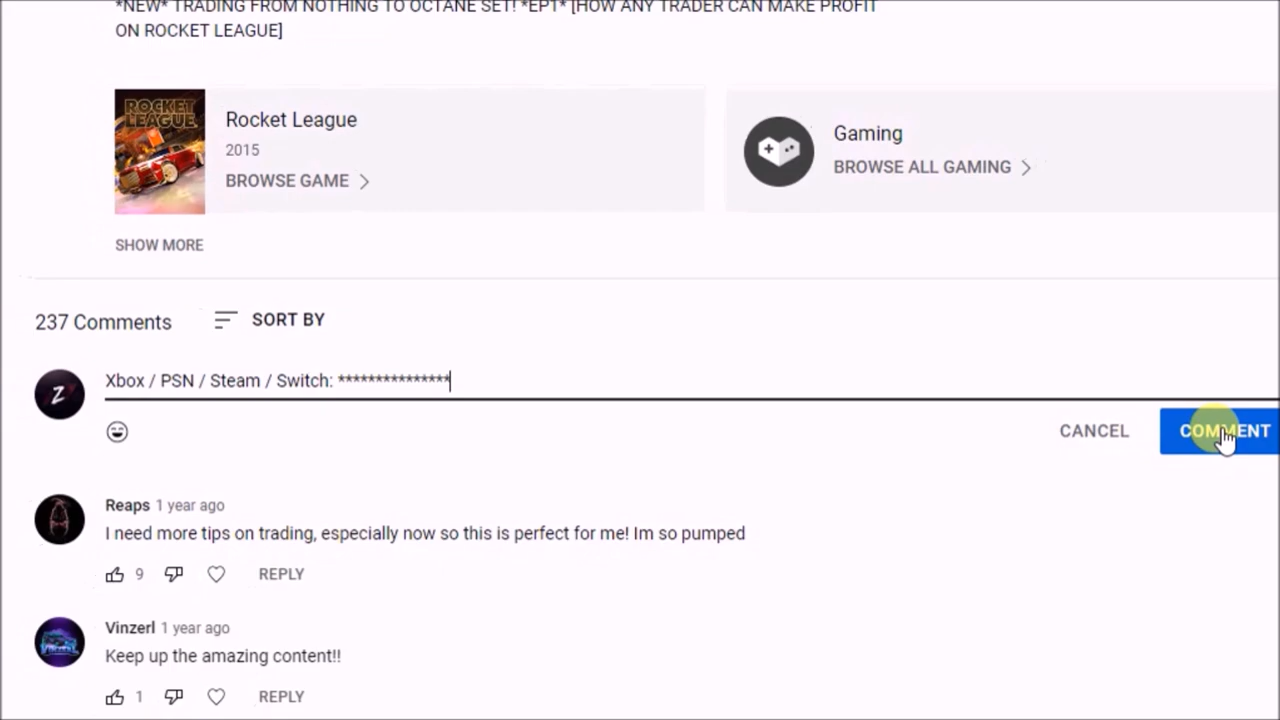 *NEW* TRADING FROM NOTHING TO OCTANE SET! *EP1* [HOW ANY TRADER CAN MAKE PROFIT
ON ROCKET LEAGUE]
ROCKET
LEAGUE
Rocket League
2015
BROWSE GAME
Gaming
BROWSE ALL GAMING
SHOW MORE
237 Comments
SORT BY
Z
Xbox / PSN / Steam / Switch: ***************
CANCEL
COMMENT
Reaps 1 year ago
I need more tips on trading, especially now so this is perfect for me! Im so pumped
9
REPLY
Vinzerl 1 year ago
Keep up the amazing content!!
1
REPLY